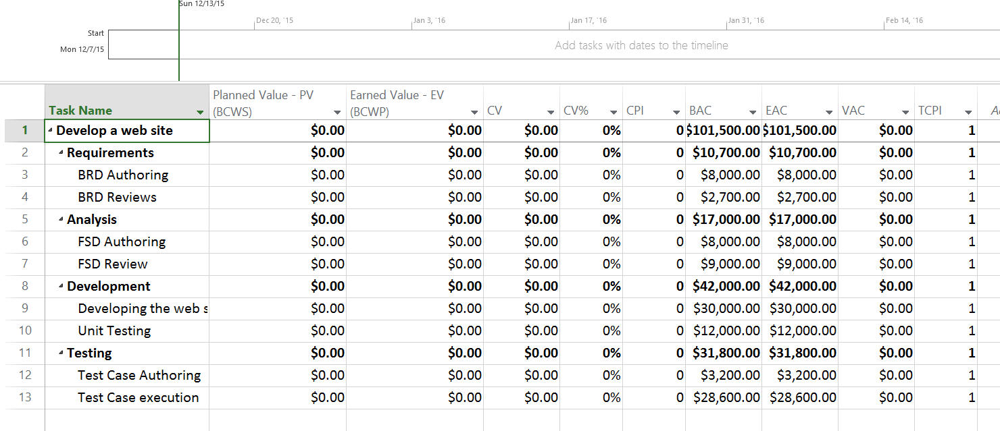 Sun 12/13/15
Dec 20, '15 Jan 3, '16 Jan 17, '16 Jan 31, '16 Feb 14, '16
Start
Mon 12/7/15
Add tasks with dates to the timeline
Planned Value - PV Earned Value - EV
Task Name (BCWS) (BCWP) CV CV% CPI BAC EAC VAC TCPI
1 Develop a web site $0.00 $0.00 $0.00 0% 0 $101,500.00 $101,500.00 $0.00 1
2 Requirements $0.00 $0.00 $0.00 0% 0 $10,700.00 $10,700.00 $0.00 1
3 BRD Authoring $0.00 $0.00 $0.00 0% 0 $8,000.00 $8,000.00 $0.00 1
4 BRD Reviews $0.00 $0.00 $0.00 0% 0 $2,700.00 $2,700.00 $0.00 1
5 Analysis $0.00 $0.00 $0.00 0% 0 $17,000.00 $17,000.00 $0.00 1
6 FSD Authoring $0.00 $0.00 $0.00 0% 0 $8,000.00 $8,000.00 $0.00 1
7 FSD Review $0.00 $0.00 $0.00 0% 0 $9,000.00 $9,000.00 $0.00 1
8 Development $0.00 $0.00 $0.00 0% 0 $42,000.00 $42,000.00 $0.00 1
9 Developing the web s $0.00 $0.00 $0.00 0% 0 $30,000.00 $30,000.00 $0.00 1
10 Unit Testing $0.00 $0.00 $0.00 0% 0 $12,000.00 $12,000.00 $0.00 1
11 Testing $0.00 $0.00 $0.00 0% 0 $31,800.00 $31,800.00 $0.00 1
12 Test Case Authoring $0.00 $0.00 $0.00 0% 0 $3,200.00 $3,200.00 $0.00 1
13 Test Case execution $0.00 $0.00 $0.00 0% 0 $28,600.00 $28,600.00 $0.00 1